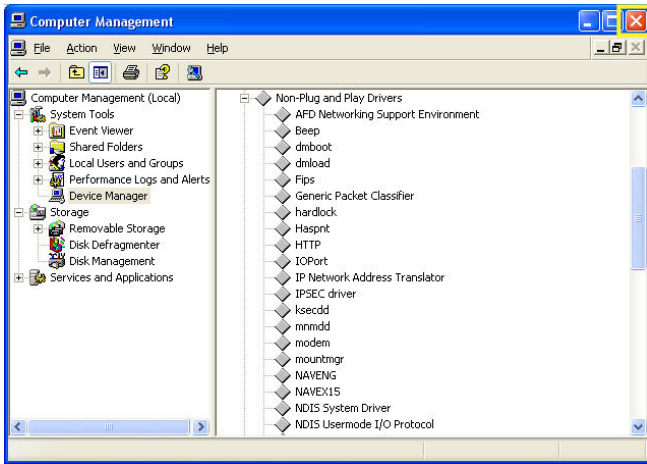 Computer Management
File Action View Window Help
Computer Management (Local)
System Tools
Event Viewer
Shared Folders
Local Users and Groups
Performance Logs and Alerts
Device Manager
Storage
Removable Storage
Disk Defragmenter
Disk Management
Services and Applications
Non-Plug and Play Drivers
AFD Networking Support Environment
Beep
dmboot
dmload
Fips
Generic Packet Classifier
hardlock
Haspnt
HTTP
IOPort
IP Network Address Translator
IPSEC driver
ksecdd
mnmdd
modem
mountmgr
NAVENG
NAVEX15
NDIS System Driver
NDIS Usermode I/O Protocol